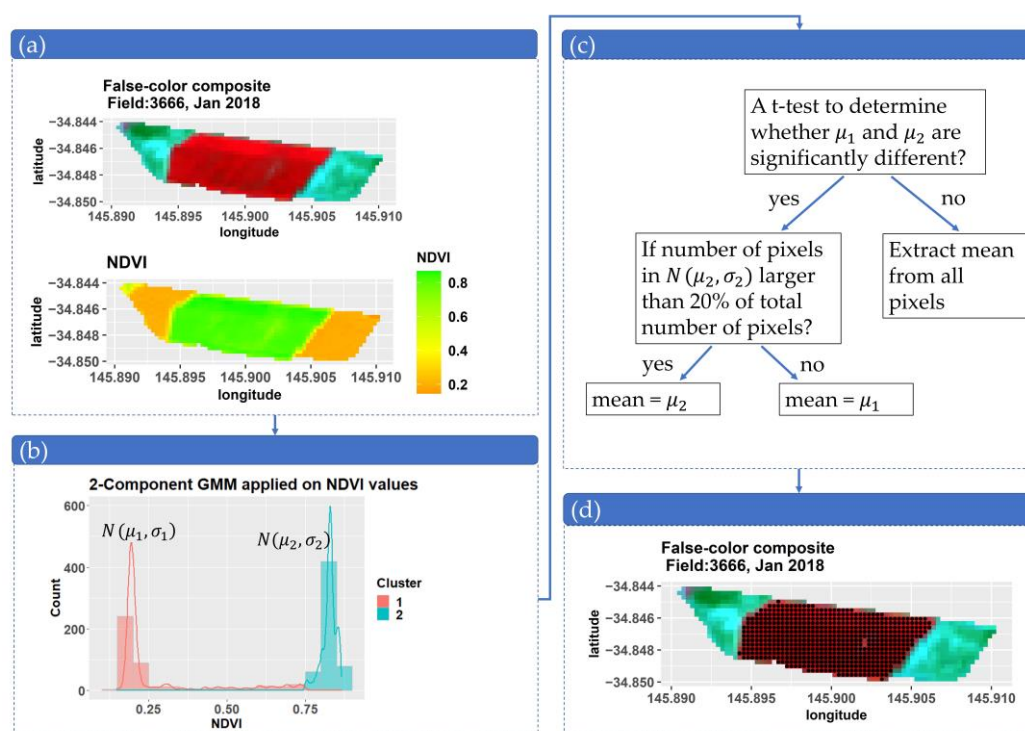 (a)
False-color composite
Field:3666, Jan 2018
latitude
−34.844
−34.846
−34.848
−34.850
145.890 145.895 145.900 145.905 145.910
longitude
NDVI
latitude
−34.844
−34.846
−34.848
−34.850
145.890 145.895 145.900 145.905 145.910
longitude
NDVI
0.8
0.6
0.4
0.2
(b)
2-Component GMM applied on NDVI values
Count
600
400
200
0
N(μ₁,σ₁)
N(μ₂,σ₂)
Cluster
1
2
0.25 0.50 0.75
NDVI
(c)
A t-test to determine
whether μ₁ and μ₂ are
significantly different?
yes
no
If number of pixels
in N(μ₂,σ₂) larger
than 20% of total
number of pixels?
Extract mean
from all
pixels
yes
no
mean = μ₂
mean = μ₁
(d)
False-color composite
Field:3666, Jan 2018
latitude
−34.844
−34.846
−34.848
−34.850
145.890 145.895 145.900 145.905 145.910
longitude